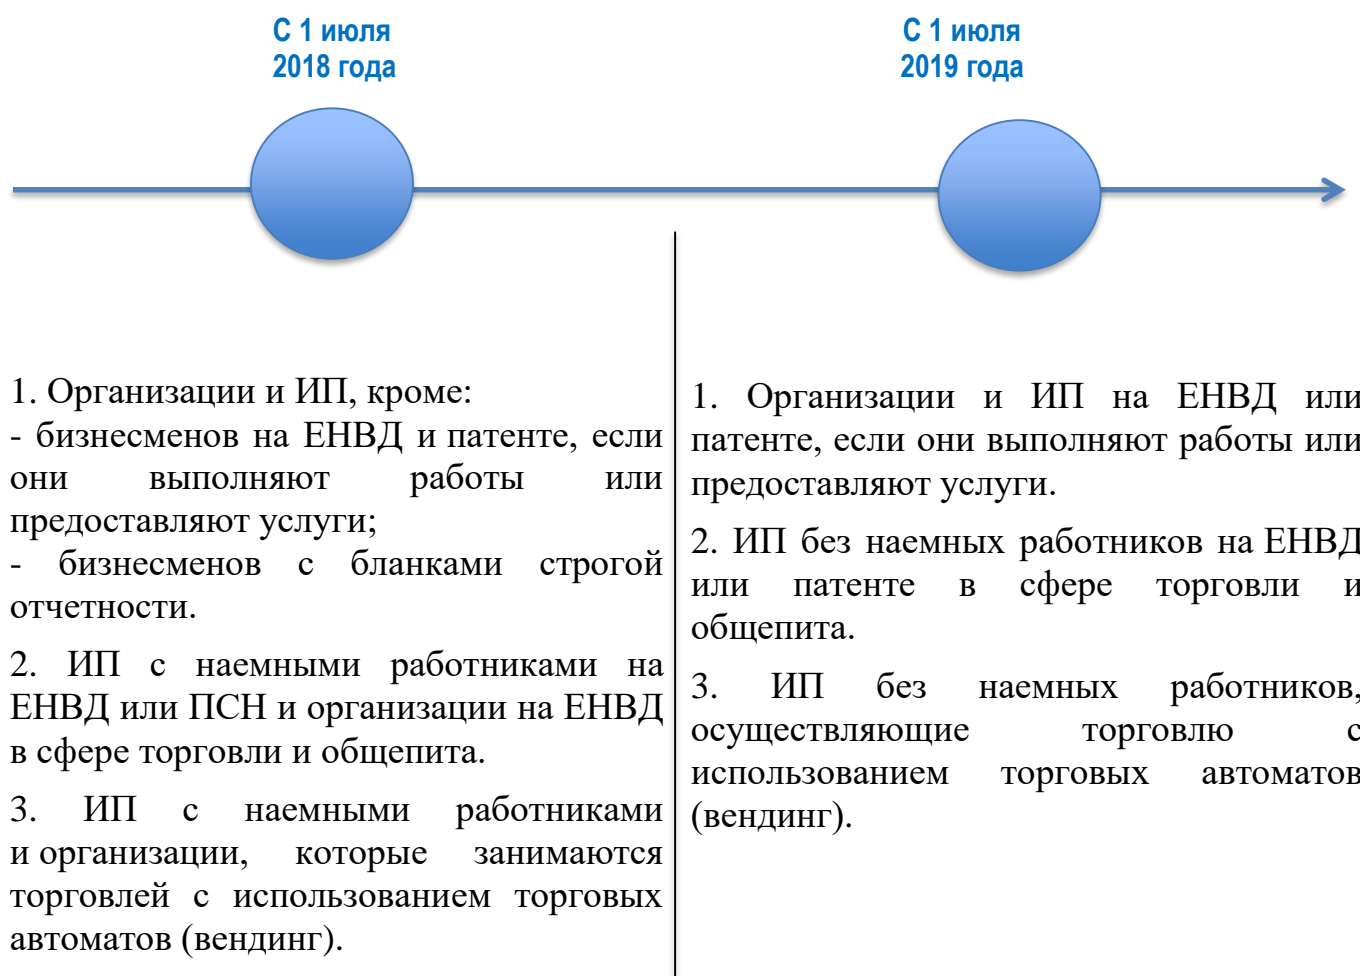 С 1 июля
2018 года
С 1 июля
2019 года
1. Организации и ИП, кроме:
- бизнесменов на ЕНВД и патенте, если
они выполняют работы или
предоставляют услуги;
- бизнесменов с бланками строгой
отчетности.
2. ИП с наемными работниками на
ЕНВД или ПСН и организации на ЕНВД
в сфере торговли и общепита.
3. ИП с наемными работниками
и организации, которые занимаются
торговлей с использованием торговых
автоматов (вендинг).
1. Организации и ИП на ЕНВД или
патенте, если они выполняют работы или
предоставляют услуги.
2. ИП без наемных работников на ЕНВД
или патенте в сфере торговли и
общепита.
3. ИП без наемных работников,
осуществляющие торговлю с
использованием торговых автоматов
(вендинг).